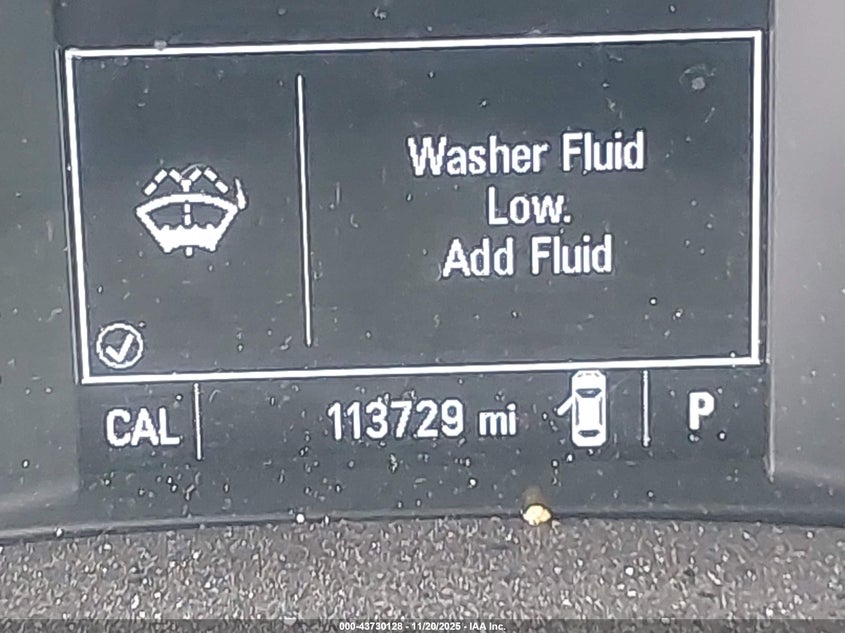 Washer Fluid
Low.
Add Fluid
CAL
113729 mi
P
000-43730128 - 11/20/2025 - IAA Inc.